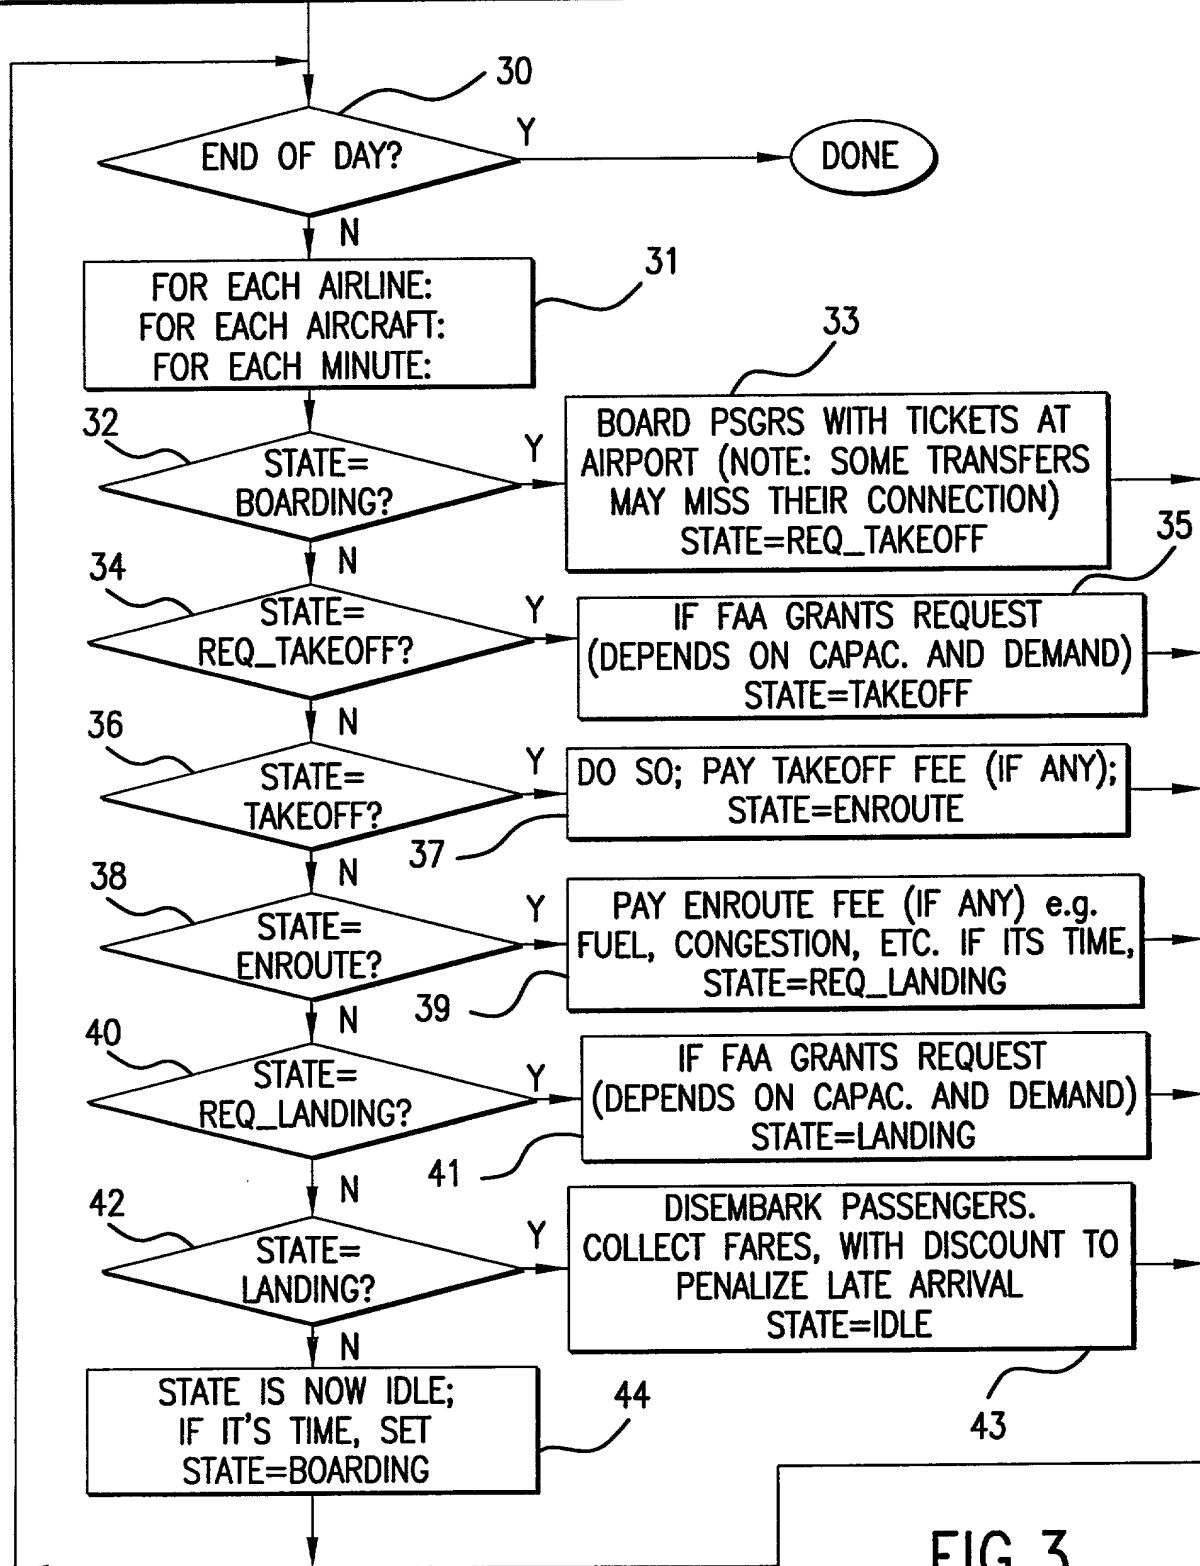 30
END OF DAY?
Y
DONE
N
31
FOR EACH AIRLINE:
FOR EACH AIRCRAFT:
FOR EACH MINUTE:
32
STATE=
BOARDING?
Y
33
BOARD PSGRS WITH TICKETS AT
AIRPORT (NOTE: SOME TRANSFERS
MAY MISS THEIR CONNECTION)
STATE=REQ_TAKEOFF
N
34
STATE=
REQ_TAKEOFF?
Y
35
IF FAA GRANTS REQUEST
(DEPENDS ON CAPAC. AND DEMAND)
STATE=TAKEOFF
N
36
STATE=
TAKEOFF?
Y
DO SO; PAY TAKEOFF FEE (IF ANY);
STATE=ENROUTE
37
N
38
STATE=
ENROUTE?
Y
PAY ENROUTE FEE (IF ANY) e.g.
FUEL, CONGESTION, ETC. IF ITS TIME,
STATE=REQ_LANDING
39
N
40
STATE=
REQ_LANDING?
Y
IF FAA GRANTS REQUEST
(DEPENDS ON CAPAC. AND DEMAND)
STATE=LANDING
41
N
42
STATE=
LANDING?
Y
DISEMBARK PASSENGERS.
COLLECT FARES, WITH DISCOUNT TO
PENALIZE LATE ARRIVAL
STATE=IDLE
43
N
STATE IS NOW IDLE;
IF IT'S TIME, SET
STATE=BOARDING
44
FIG.3